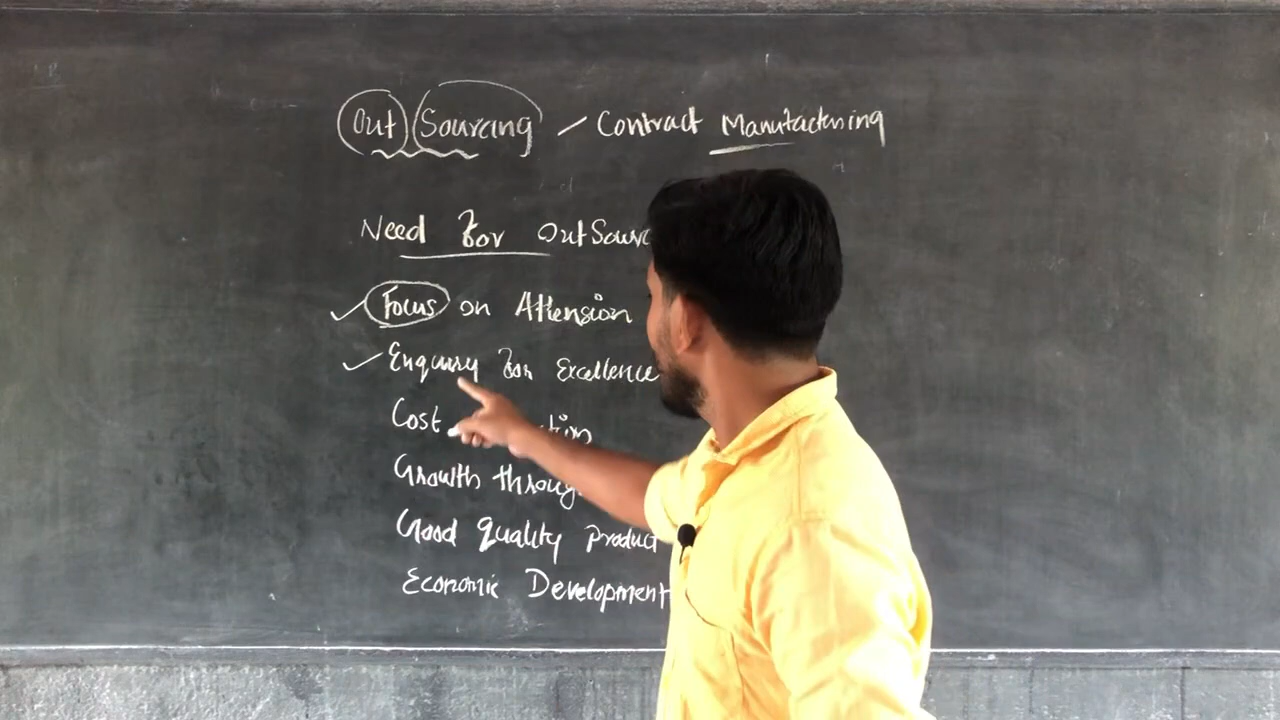 Out Sourcing / Contract Manufacturing
Need for OutSourc
Focus on Attension
Enquiry for Excellence
Cost
Growth throug
Good quality Product
Economic Development